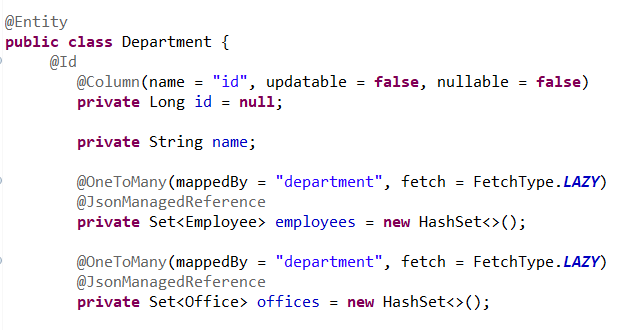 @Entity
public class Department {
@Id
@Column(name = "id", updatable = false, nullable = false)
private Long id = null;
private String name;
@OneToMany(mappedBy = "department", fetch = FetchType.LAZY)
@JsonManagedReference
private Set<Employee> employees = new HashSet<>();
@OneToMany(mappedBy = "department", fetch = FetchType.LAZY)
@JsonManagedReference
private Set<Office> offices = new HashSet<>();